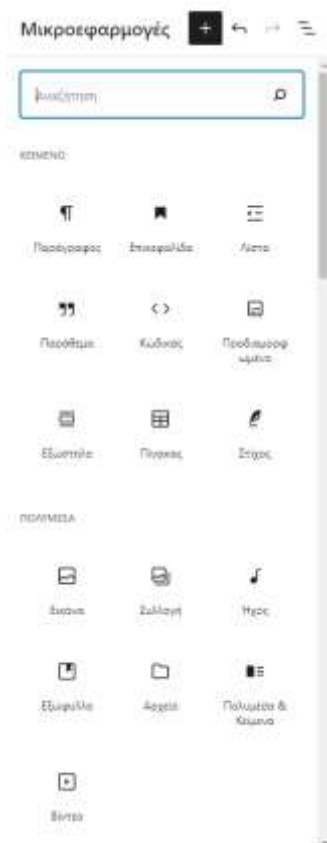 Μικροεφαρμογές
Αναζήτηση
ΚΕΙΜΕΝΟ
Παράγραφος
Επικεφαλίδα
Λίστα
Παράθεμα
Κώδικας
Προδιαμορφ
ωμένο
Εξωστήλο
Πίνακας
Στίχος
ΠΟΛΥΜΕΣΑ
Εικόνα
Συλλογή
Ήχος
Εξώφυλλο
Αρχείο
Πολυμέσα &
Κείμενο
Βίντεο